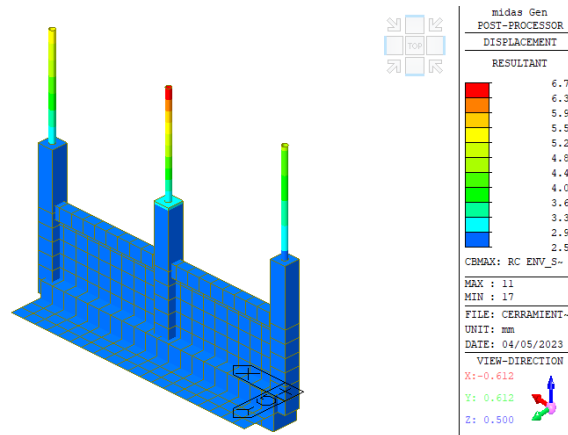 TOP
midas Gen
POST-PROCESSOR
DISPLACEMENT
RESULTANT
6.7
6.3
5.9
5.5
5.2
4.8
4.4
4.0
3.6
3.3
2.9
2.5
CBMAX: RC ENV_S~
MAX : 11
MIN : 17
FILE: CERRAMIENT~
UNIT: mm
DATE: 04/05/2023
VIEW-DIRECTION
X:-0.612
Y: 0.612
Z: 0.500